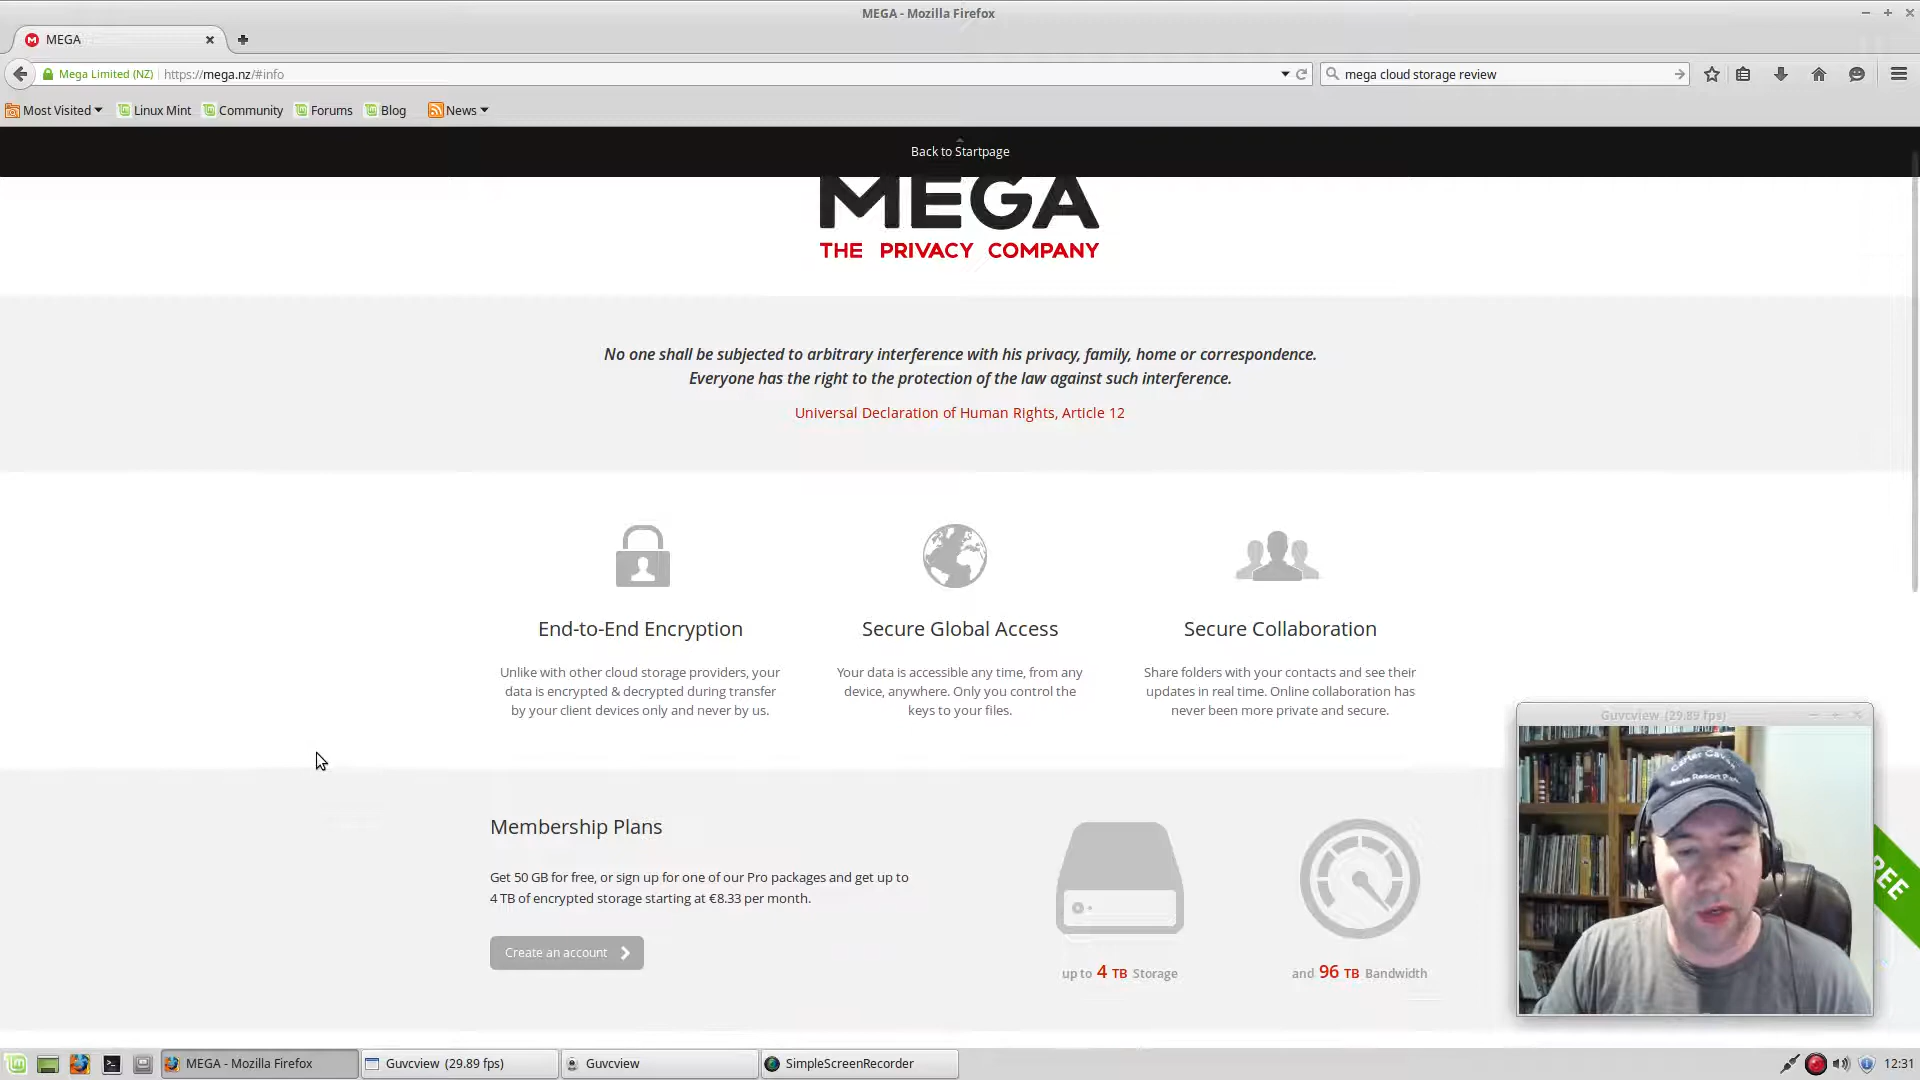 MEGA - Mozilla Firefox
MEGA
Mega Limited (NZ)
https://mega.nz/#info
mega cloud storage review
Most Visited
Linux Mint
Community
Forums
Blog
News
Back to Startpage
MEGA
THE PRIVACY COMPANY
No one shall be subjected to arbitrary interference with his privacy, family, home or correspondence.
Everyone has the right to the protection of the law against such interference.
Universal Declaration of Human Rights, Article 12
End-to-End Encryption
Unlike with other cloud storage providers, your
data is encrypted & decrypted during transfer
by your client devices only and never by us.
Secure Global Access
Your data is accessible any time, from any
device, anywhere. Only you control the
keys to your files.
Secure Collaboration
Share folders with your contacts and see their
updates in real time. Online collaboration has
never been more private and secure.
Guvcview (29.89 fps)
Membership Plans
Get 50 GB for free, or sign up for one of our Pro packages and get up to
4 TB of encrypted storage starting at €8.33 per month.
Create an account
up to 4 TB Storage
and 96 TB Bandwidth
REE
MEGA - Mozilla Firefox
Guvcview (29.89 fps)
Guvcview
SimpleScreenRecorder
12:31